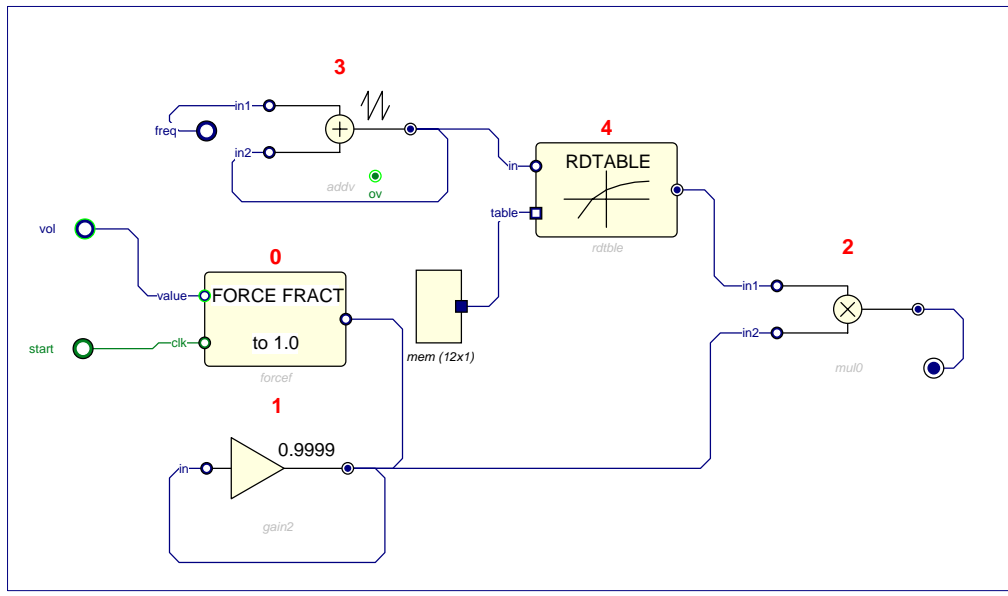 3
in1
freq
in2
addv
ov
4
RDTABLE
in
table
rdtble
vol
0
value
FORCE FRACT
start
clk
to 1.0
forcef
mem (12x1)
2
in1
in2
mul0
1
0.9999
in
gain2